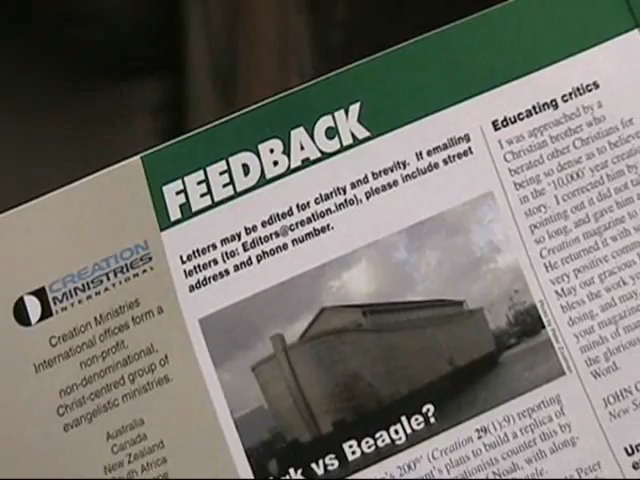 FEEDBACK
Letters may be edited for clarity and brevity. If emailing
letters (to: Editors@creation.info), please include street
address and phone number.
CREATION
MINISTRIES
INTERNATIONAL
Creation Ministries
International offices form a
non-profit,
non-denominational,
Christ-centred group of
evangelistic ministries.
Australia
Canada
New Zealand
Africa
vs Beagle?
200th (Creation 29(1):9) reporting
plans to build a replica of
counter this by
Noah, with along-
Educating critics
I was approached by a
Christian brother who
berated other Christians for
being so dense as to believe
in the '10,000' year creation
story. I corrected him by
pointing out it did not
so long, and gave him
Creation magazine
He returned it with
very positive
May our gracious
bless the work
doing, and
your magazine
minds of
the glorious
Word.
JOHN
New